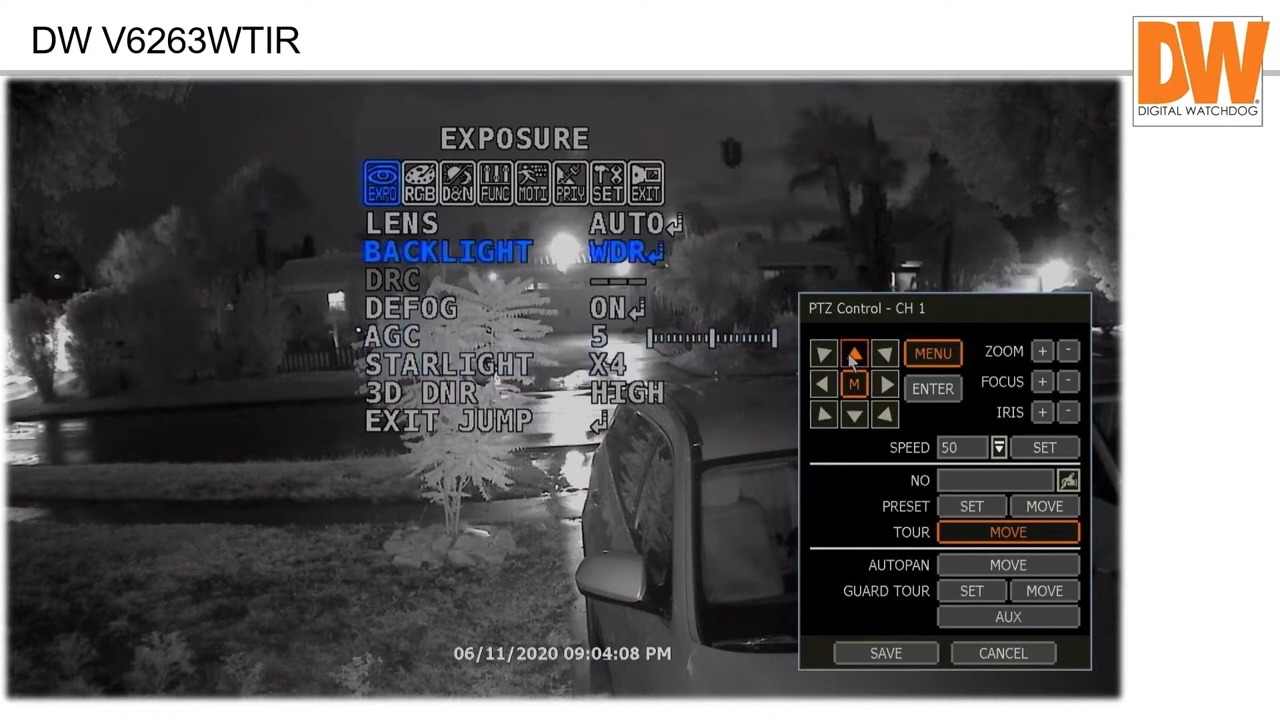 DW V6263WTIR
DW
DIGITAL WATCHDOG
EXPOSURE
EXPO RGB D&N FUNC MOTI PRIV SET EXIT
LENS AUTO
BACKLIGHT WDR
DRC ---
DEFOG ON
AGC 5
STARLIGHT X4
3D DNR HIGH
EXIT JUMP
06/11/2020 09:04:08 PM
PTZ Control - CH 1
MENU ZOOM + -
M ENTER FOCUS + -
IRIS + -
SPEED 50 SET
NO
PRESET SET MOVE
TOUR MOVE
AUTOPAN MOVE
GUARD TOUR SET MOVE
AUX
SAVE CANCEL